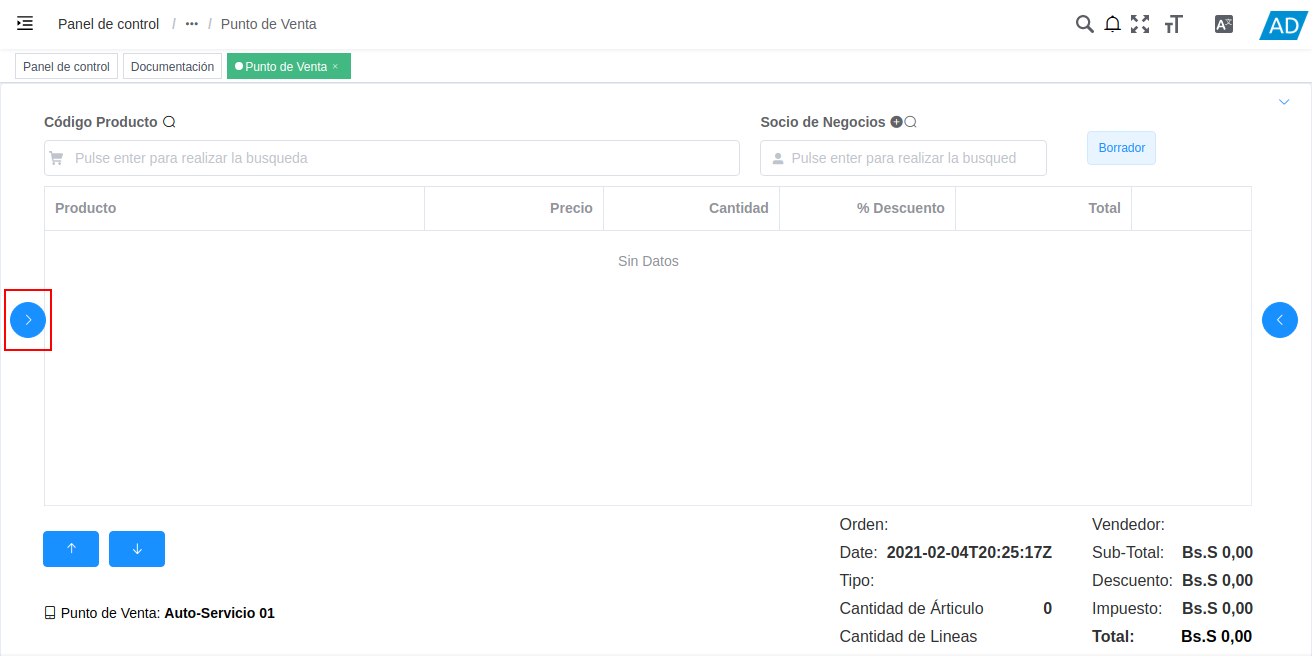 Panel de control / ••• / Punto de Venta
AD
Panel de control
Documentación
Punto de Venta ×
Código Producto
Socio de Negocios
Pulse enter para realizar la busqueda
Pulse enter para realizar la busqued
Borrador
Producto Precio Cantidad % Descuento Total
Sin Datos
Orden: Vendedor:
Date: 2021-02-04T20:25:17Z Sub-Total: Bs.S 0,00
Tipo: Descuento: Bs.S 0,00
Punto de Venta: Auto-Servicio 01
Cantidad de Árticulo 0 Impuesto: Bs.S 0,00
Cantidad de Lineas Total: Bs.S 0,00